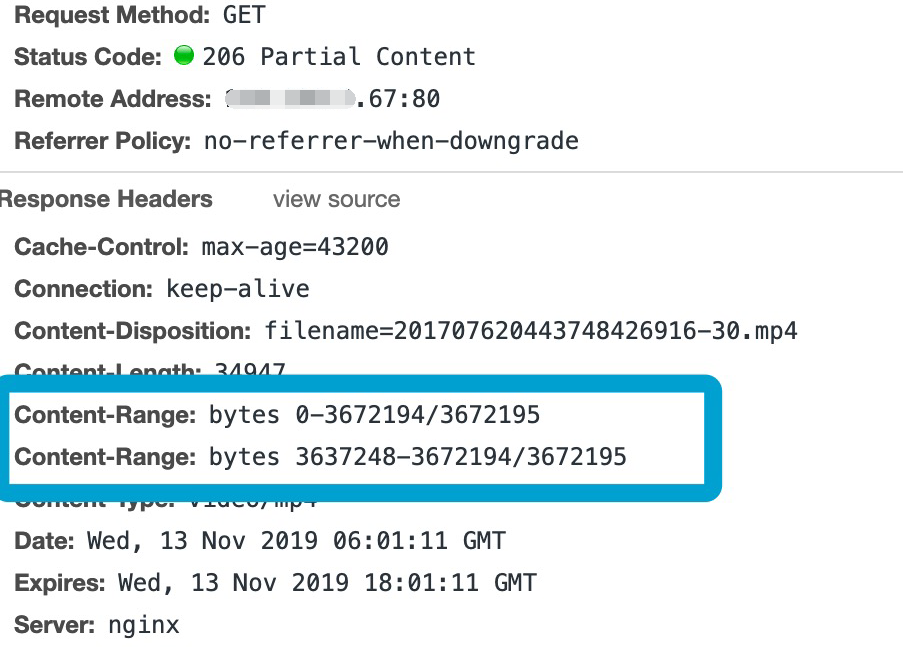 Request Method: GET
Status Code: 206 Partial Content
Remote Address: .67:80
Referrer Policy: no-referrer-when-downgrade
Response Headers view source
Cache-Control: max-age=43200
Connection: keep-alive
Content-Disposition: filename=201707620443748426916-30.mp4
Content-Length: 34947
Content-Range: bytes 0-3672194/3672195
Content-Range: bytes 3637248-3672194/3672195
Content-Type: video/mp4
Date: Wed, 13 Nov 2019 06:01:11 GMT
Expires: Wed, 13 Nov 2019 18:01:11 GMT
Server: nginx